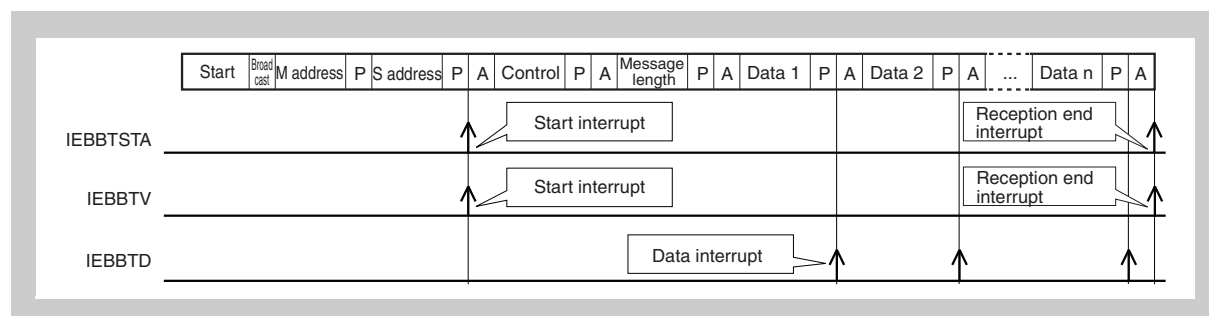 Start Broad cast M address P S address P A Control P A Message length P A Data 1 P A Data 2 P A ... Data n P A
IEBBTSTA Start interrupt Reception end interrupt
IEBBTV Start interrupt Reception end interrupt
IEBBTD Data interrupt